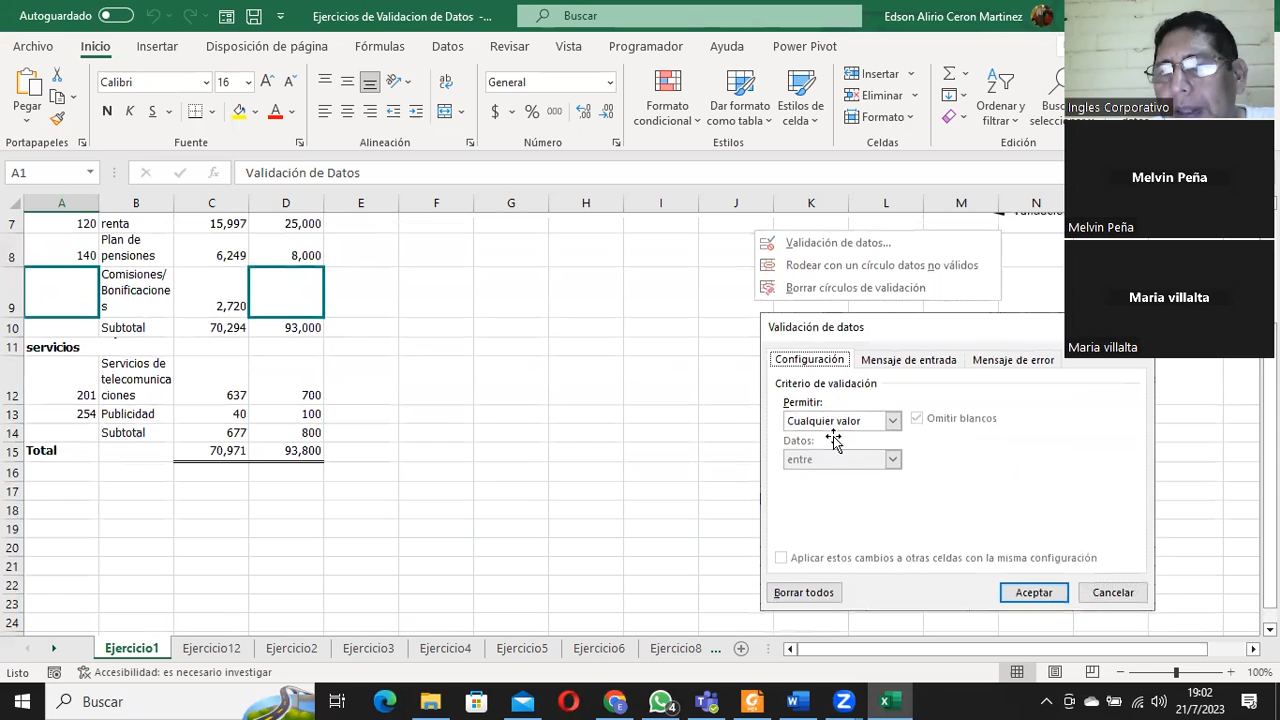 Autoguardado
Ejercicios de Validacion de Datos -...
Buscar
Edson Alirio Ceron Martinez
Archivo
Inicio
Insertar
Disposición de página
Fórmulas
Datos
Revisar
Vista
Programador
Ayuda
Power Pivot
Pegar
Calibri
16
General
Formato condicional
Dar formato como tabla
Estilos de celda
Insertar
Eliminar
Formato
Ordenar y filtrar
Portapapeles
Fuente
Alineación
Número
Estilos
Celdas
Edición
Ingles Corporativo
Melvin Peña
Melvin Peña
Maria villalta
Maria villalta
A1
Validación de Datos
A B C D E F G H I J K L M N
7 120 renta 15,997 25,000
8 140 Plan de pensiones 6,249 8,000
9 Comisiones/ Bonificacione s 2,720
10 Subtotal 70,294 93,000
11 servicios
12 201 Servicios de telecomunica ciones 637 700
13 254 Publicidad 40 100
14 Subtotal 677 800
15 Total 70,971 93,800
16
17
18
19
20
21
22
23
24
Validación de datos...
Rodear con un círculo datos no válidos
Borrar círculos de validación
Validación de datos
Configuración
Mensaje de entrada
Mensaje de error
Criterio de validación
Permitir:
Cualquier valor
Omitir blancos
Datos:
entre
Aplicar estos cambios a otras celdas con la misma configuración
Borrar todos
Aceptar
Cancelar
Ejercicio1
Ejercicio12
Ejercicio2
Ejercicio3
Ejercicio4
Ejercicio5
Ejercicio6
Ejercicio8
...
Listo
Accesibilidad: es necesario investigar
100%
Buscar
4
19:02
21/7/2023